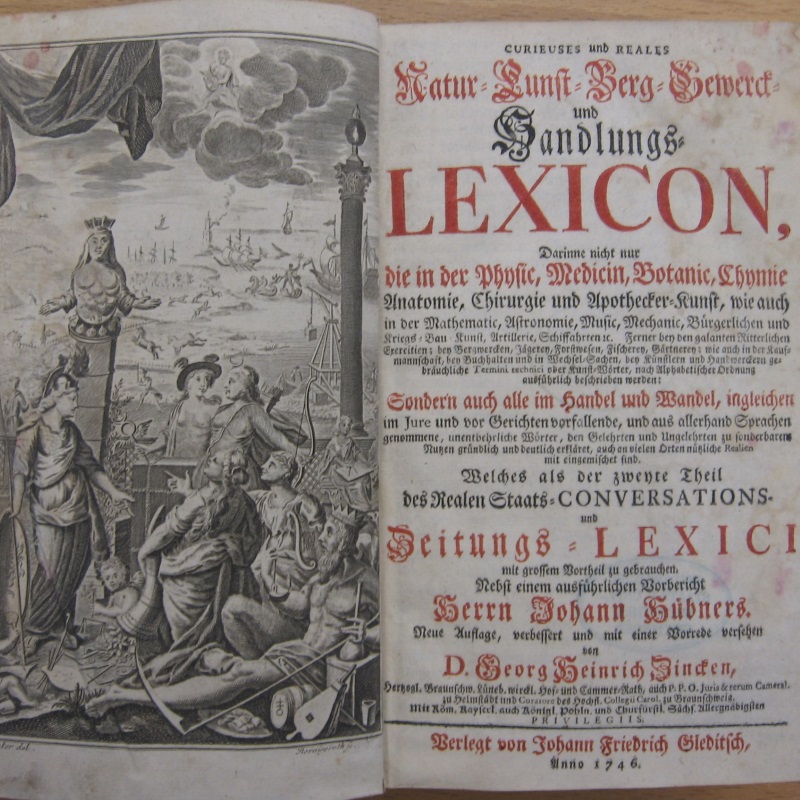 CURIEUSES und REALES
Natur- Kunst- Berg- Gewerck-
und
Handlungs-
LEXICON,
Darinne nicht nur
die in der Physic, Medicin, Botanic, Chymie
Anatomie, Chirurgie und Apothecker-Kunst, wie auch
in der Mathematic, Astronomie, Music, Mechanic, Bürgerlichen und
Kriegs- Bau- Kunst, Artillerie, Schiffahrten ꝛc. Ferner bey den galanten Ritterlichen
Exercitien; bey Bergwercken, Jägerey, Forstwesen, Fischerey, Gärtnerey; wie auch in der Kauff-
mannschafft, bey Buchhalten und in Wechsel-Sachen, bey Künstlern und Handwerckern ge-
bräuchliche Termini technici oder Kunst-Wörter, nach Alphabetischer Ordnung
ausführlich beschrieben werden;
Sondern auch alle im Handel und Wandel, ingleichen
im Jure und vor Gerichten vorfallende, und aus allerhand Sprachen
genommene, unentbehrliche Wörter, den Gelehrten und Ungelehrten zu sonderbaren
Nutzen gründlich und deutlich erkläret, auch an vielen Orten nützliche Realien
mit eingemischet sind.
Welches als der zweyte Theil
des Realen Staats-CONVERSATIONS-
und
Zeitungs-LEXICI
mit grossem Vortheil zu gebrauchen.
Nebst einem ausführlichen Vorbericht
Herrn Johann Hübners.
Neue Auflage, verbessert und mit einer Vorrede versehen
von
D. Georg Heinrich Zincken,
Hertzogl. Braunschw. Lüneb. wirckl. Hof- und Cammer-Rath, auch P. P. O. Juris & rerum Cameral.
zu Helmstädt und Curatore des Hochfl. Collegii Carol. zu Braunschweig.
Mit Röm. Kayserl. auch Königl. Pohln. und Churfürstl. Sächs. Allergnädigsten
PRIVILEGIIS.
Verlegt von Johann Friedrich Gleditsch,
Anno 1746.
del.